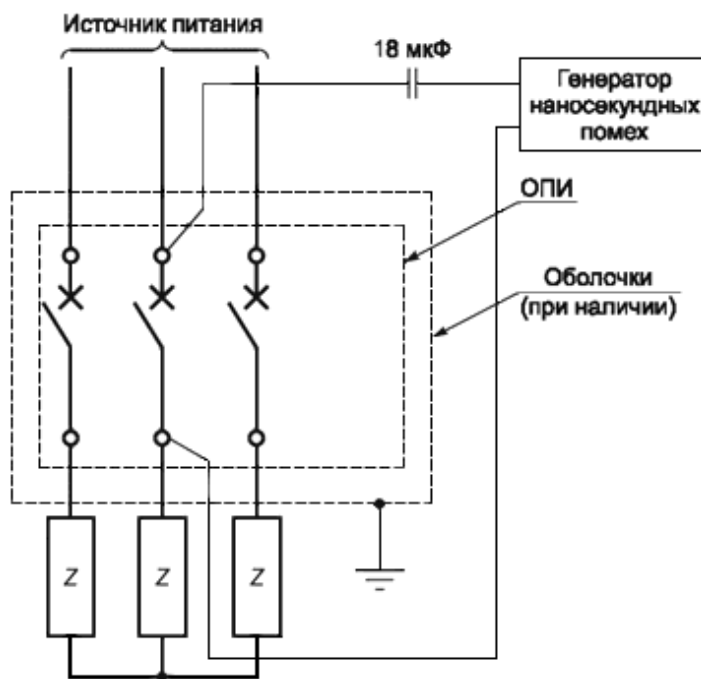 Источник питания
18 мкФ
Генератор
наносекундных
помех
ОПИ
Оболочки
(при наличии)
Z
Z
Z